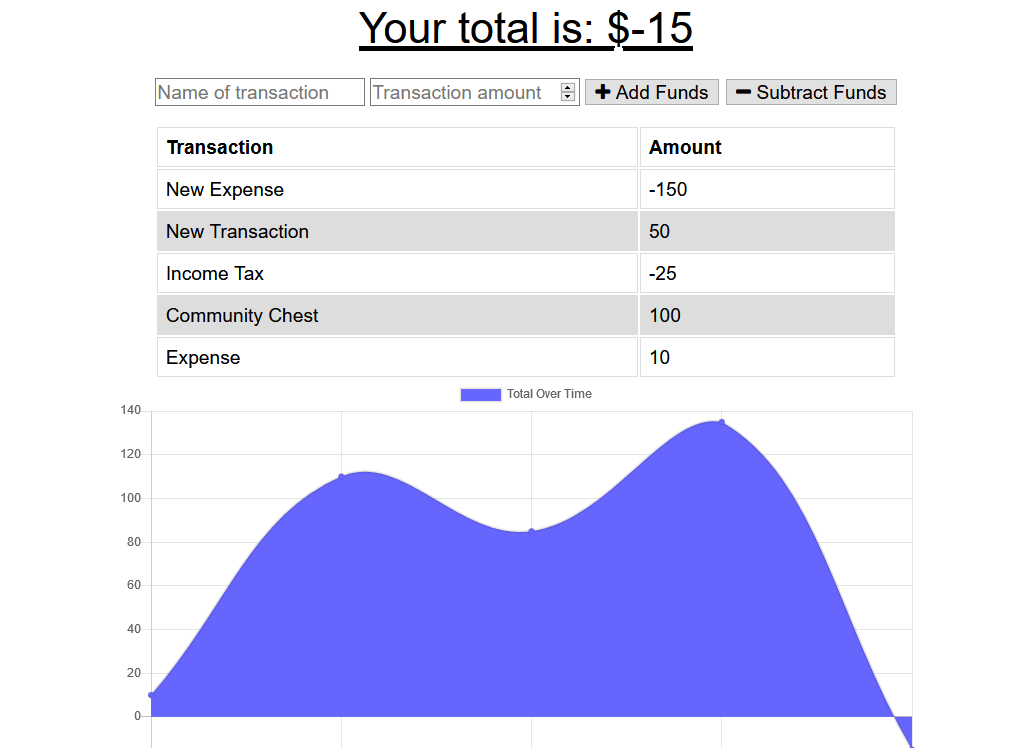 Your total is: $-15
Name of transaction Transaction amount Add Funds Subtract Funds
Transaction Amount
New Expense -150
New Transaction 50
Income Tax -25
Community Chest 100
Expense 10
Total Over Time
140
120
100
80
60
40
20
0